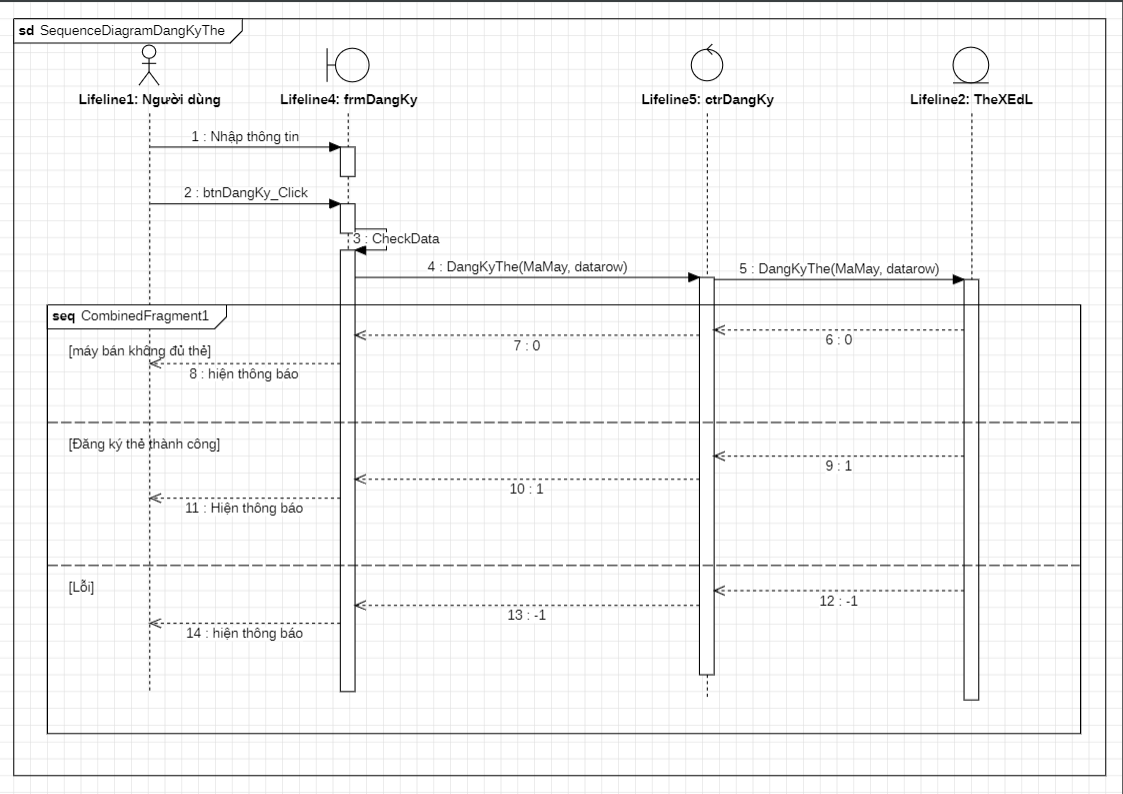 sd SequenceDiagramDangKyThe
Lifeline1: Người dùng
Lifeline4: frmDangKy
Lifeline5: ctrDangKy
Lifeline2: TheXEdL
1 : Nhập thông tin
2 : btnDangKy_Click
3 : CheckData
4 : DangKyThe(MaMay, datarow)
5 : DangKyThe(MaMay, datarow)
seq CombinedFragment1
6 : 0
7 : 0
[máy bán không đủ thẻ]
8 : hiện thông báo
[Đăng ký thẻ thành công]
9 : 1
10 : 1
11 : Hiện thông báo
[Lỗi]
12 : -1
13 : -1
14 : hiện thông báo